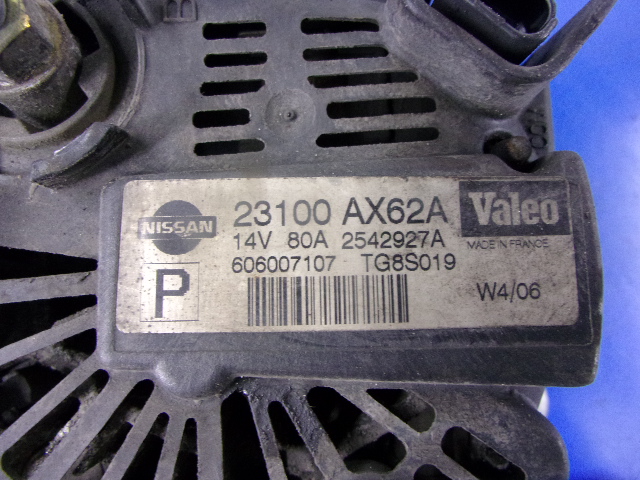 NISSAN 23100 AX62A Valeo
14V 80A 2542927A MADE IN FRANCE
606007107 TG8S019
P W4/06